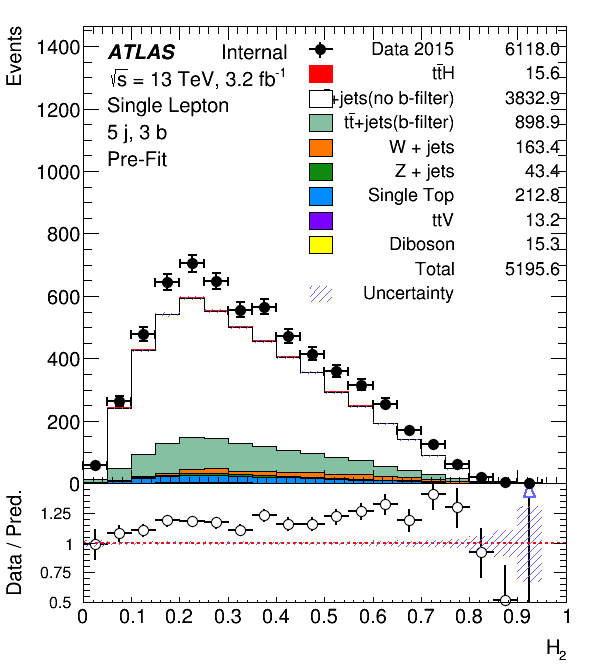 Events
1400
1200
1000
800
600
400
200
0
ATLAS Internal
√s = 13 TeV, 3.2 fb⁻¹
Single Lepton
5 j, 3 b
Pre-Fit
Data 2015 6118.0
tt̄H 15.6
+jets(no b-filter) 3832.9
tt̄+jets(b-filter) 898.9
W + jets 163.4
Z + jets 43.4
Single Top 212.8
ttV 13.2
Diboson 15.3
Total 5195.6
Uncertainty
Data / Pred.
1.25
1
0.75
0.5
0 0.1 0.2 0.3 0.4 0.5 0.6 0.7 0.8 0.9 1
H₂